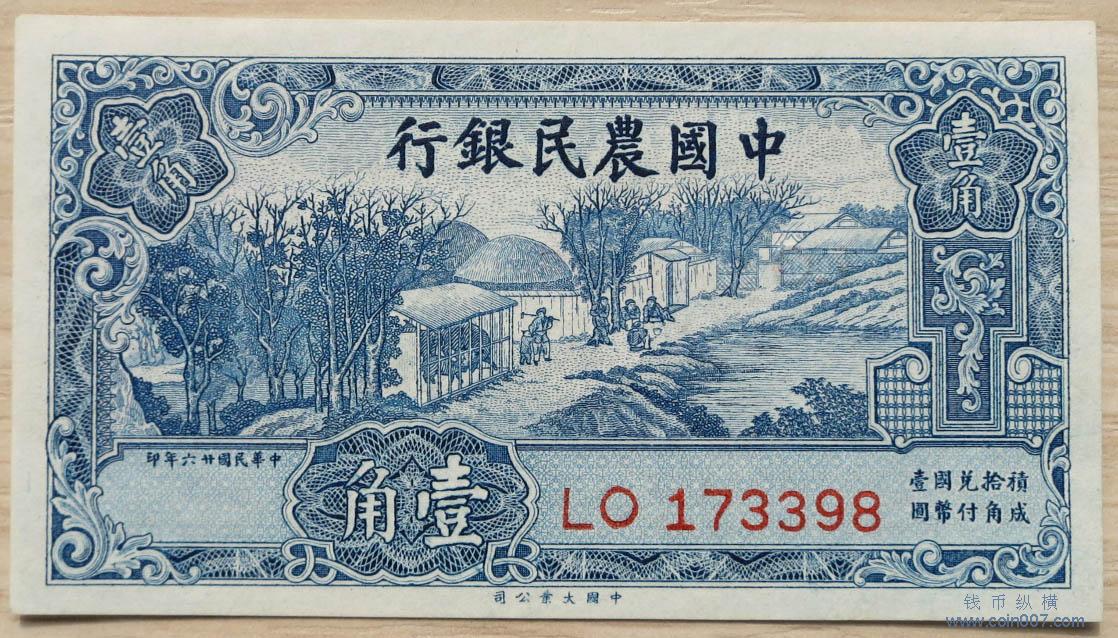 中國農民銀行
壹角
壹角
中華民國廿六年印
壹角
LO 173398
積成拾角兌付國幣壹圓
中國大業公司
钱币纵横
www.coin007.com